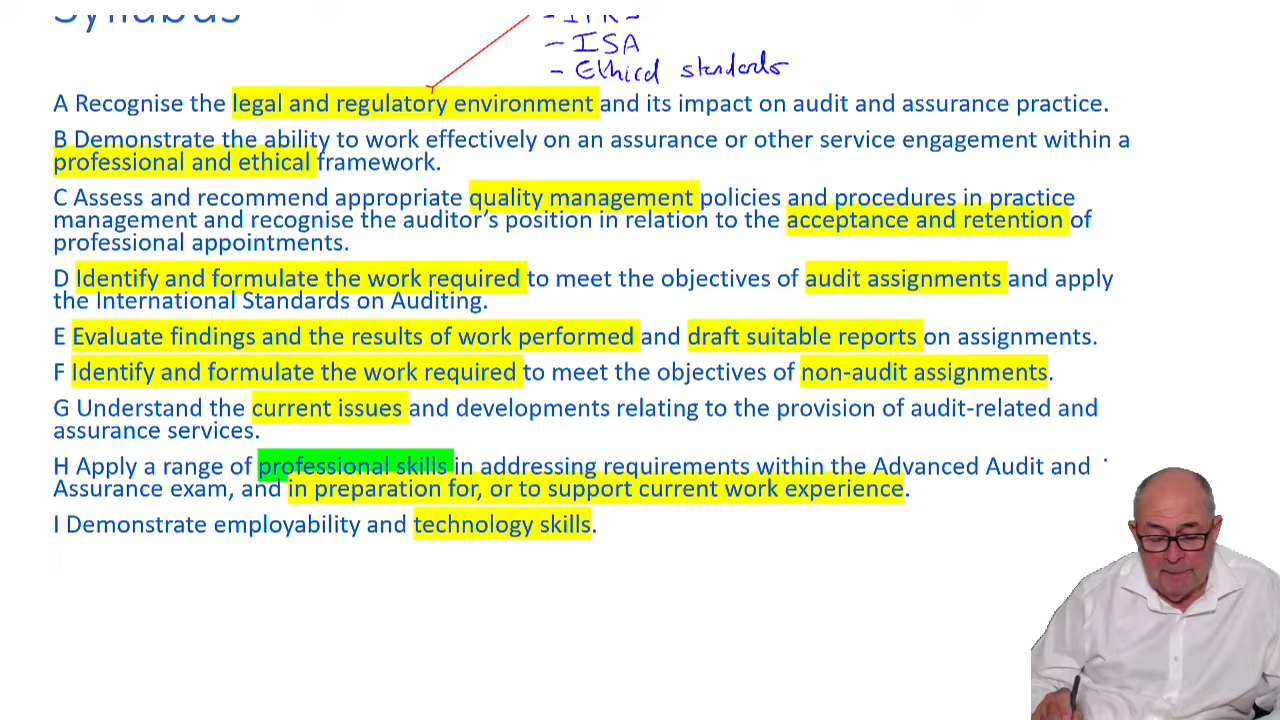 Syllabus
- ISA
- Ethical standards
A Recognise the legal and regulatory environment and its impact on audit and assurance practice.
B Demonstrate the ability to work effectively on an assurance or other service engagement within a
professional and ethical framework.
C Assess and recommend appropriate quality management policies and procedures in practice
management and recognise the auditor's position in relation to the acceptance and retention of
professional appointments.
D Identify and formulate the work required to meet the objectives of audit assignments and apply
the International Standards on Auditing.
E Evaluate findings and the results of work performed and draft suitable reports on assignments.
F Identify and formulate the work required to meet the objectives of non-audit assignments.
G Understand the current issues and developments relating to the provision of audit-related and
assurance services.
H Apply a range of professional skills in addressing requirements within the Advanced Audit and
Assurance exam, and in preparation for, or to support current work experience.
I Demonstrate employability and technology skills.